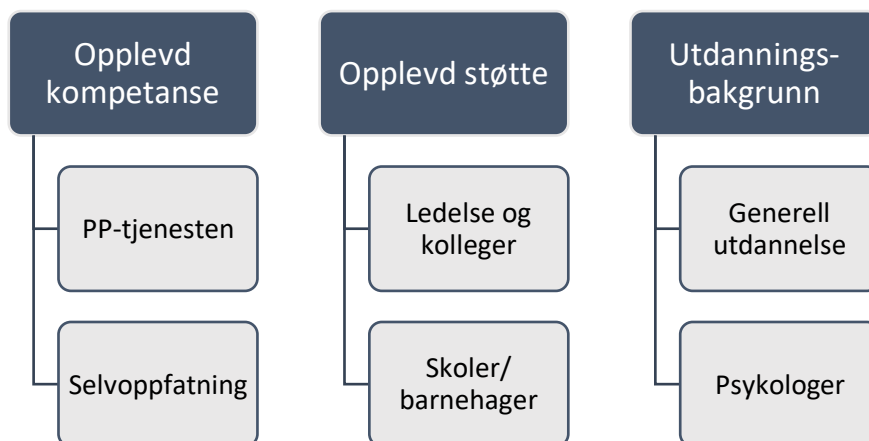 Opplevd
kompetanse
PP-tjenesten
Selvoppfatning
Opplevd støtte
Ledelse og
kolleger
Skoler/
barnehager
Utdannings-
bakgrunn
Generell
utdannelse
Psykologer